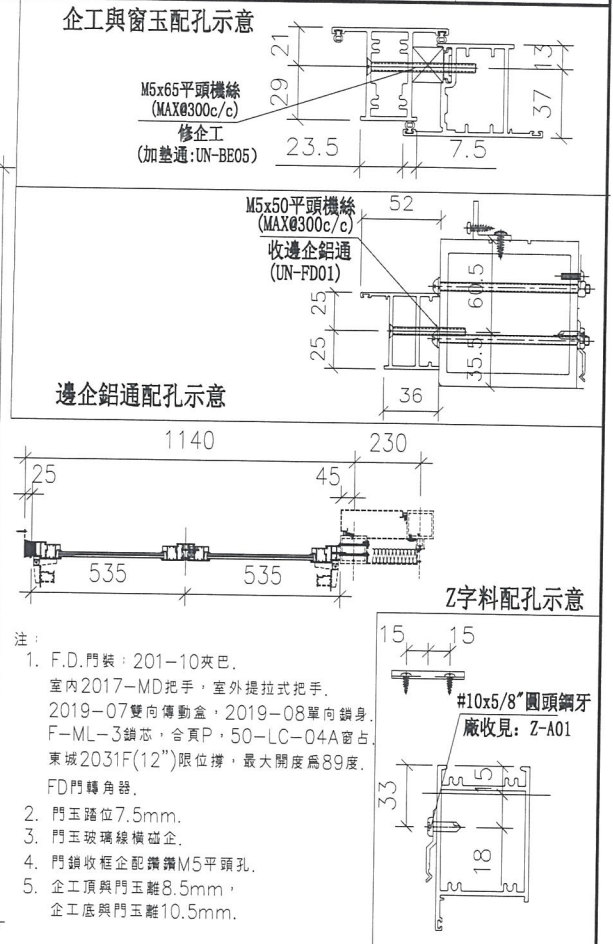 企工與窗玉配孔示意
21
29
13
37
M5x65平頭機絲
(MAX@300c/c)
修企工
(加墊通:UN-BE05)
23.5
7.5
M5x50平頭機絲
(MAX@300c/c)
收邊企鋁通
(UN-FD01)
52
25
25
60.5
35.5
36
邊企鋁通配孔示意
1140
230
25
45
535
535
Z字料配孔示意
15
15
#10x5/8"圓頭鋼牙
廠收見: Z-A01
33
15
18
注:
1. F.D.門裝:201-10夾巴.
室內2017-MD把手,室外提拉式把手.
2019-07雙向傳動盒,2019-08單向鎖身.
F-ML-3鎖芯,合頁P,50-LC-04A窗占.
東城2031F(12")限位撐,最大開度爲89度.
FD門轉角器.
2. 門玉踏位7.5mm.
3. 門玉玻璃線橫碰企.
4. 門鎖收框企配鑽鑽M5平頭孔.
5. 企工頂與門玉離8.5mm,
企工底與門玉離10.5mm.